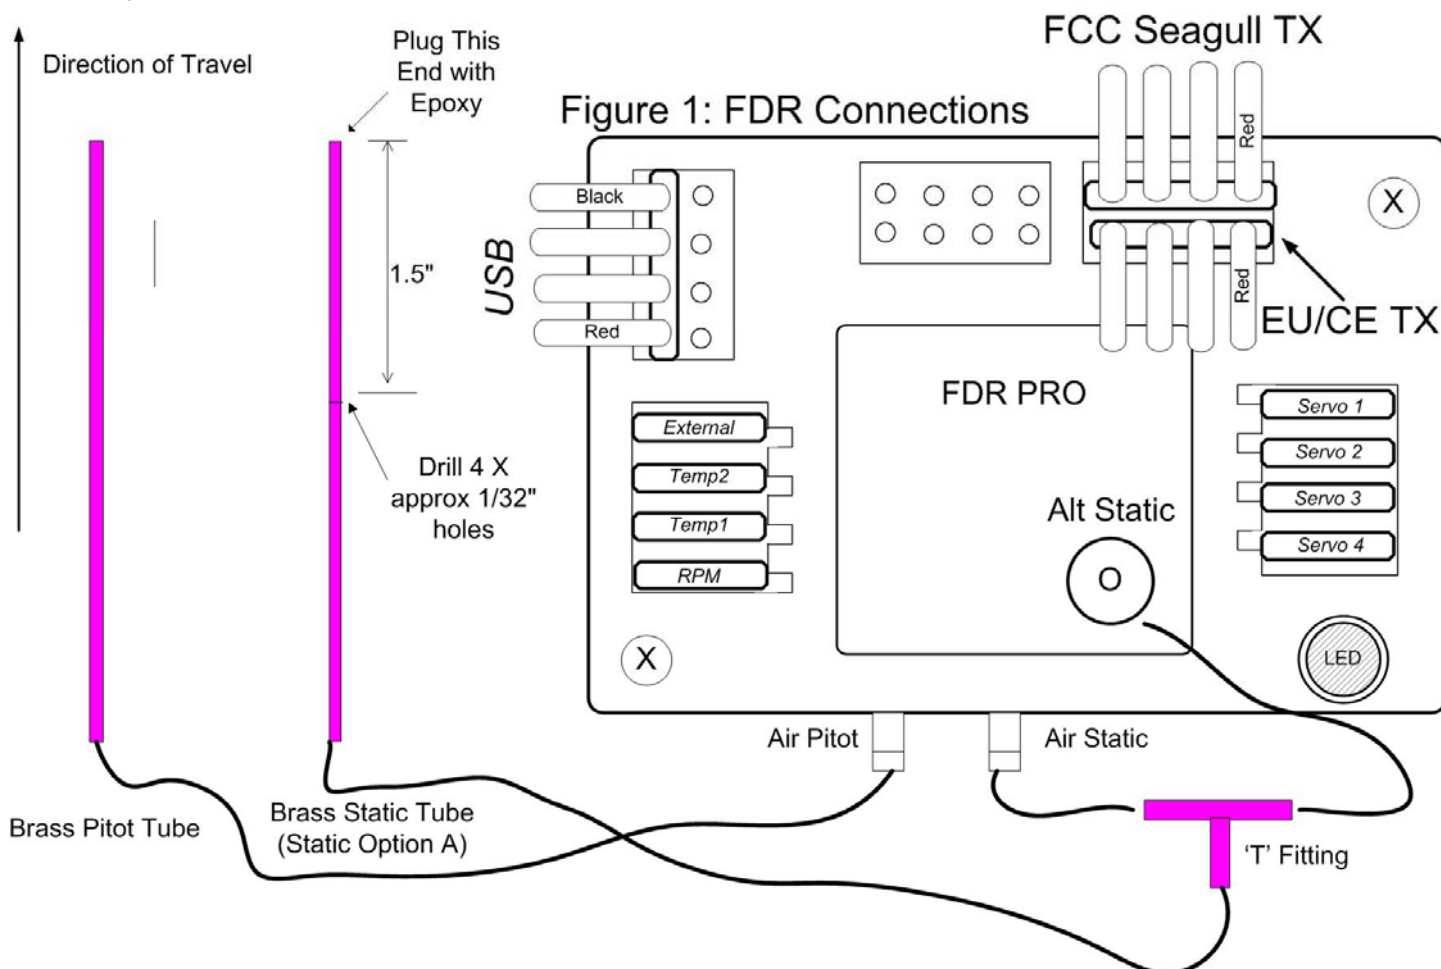 FCC Seagull TX
Plug This
End with
Epoxy
Direction of Travel
Figure 1: FDR Connections
Red
Black
X
USB
1.5"
Red
Red
EU/CE TX
FDR PRO
External
Temp2
Temp1
RPM
Servo 1
Servo 2
Servo 3
Servo 4
Drill 4 X
approx 1/32"
holes
Alt Static
O
X
LED
Air Pitot
Air Static
Brass Pitot Tube
Brass Static Tube
(Static Option A)
'T' Fitting